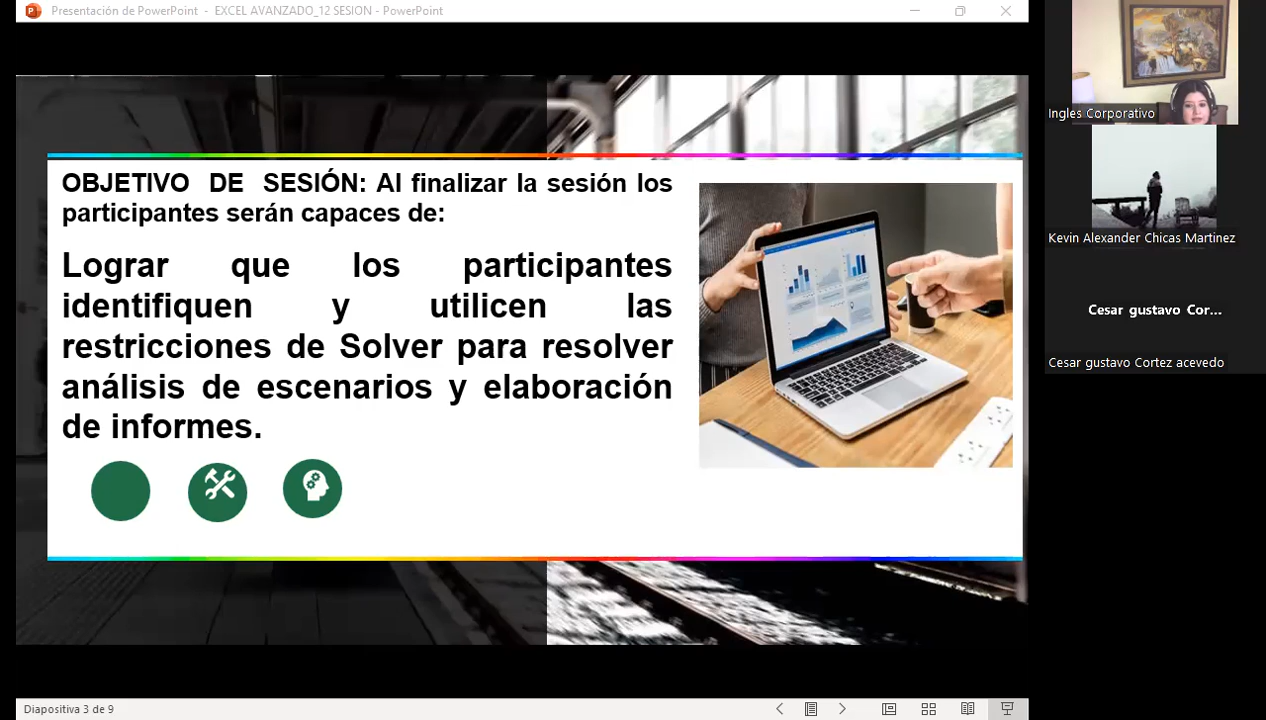 Presentación de PowerPoint - EXCEL AVANZADO_12 SESION - PowerPoint
OBJETIVO DE SESIÓN: Al finalizar la sesión los
participantes serán capaces de:
Lograr que los participantes
identifiquen y utilicen las
restricciones de Solver para resolver
análisis de escenarios y elaboración
de informes.
Ingles Corporativo
Kevin Alexander Chicas Martinez
Cesar gustavo Cor...
Cesar gustavo Cortez acevedo
Diapositiva 3 de 9